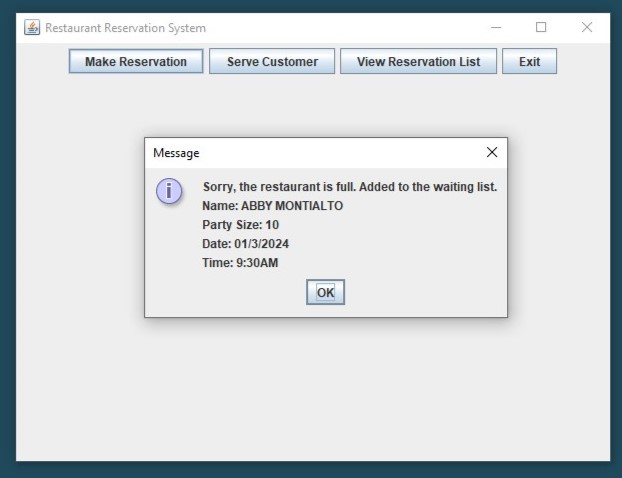 Restaurant Reservation System
Make Reservation Serve Customer View Reservation List Exit
Message
Sorry, the restaurant is full. Added to the waiting list.
Name: ABBY MONTIALTO
Party Size: 10
Date: 01/3/2024
Time: 9:30AM
OK